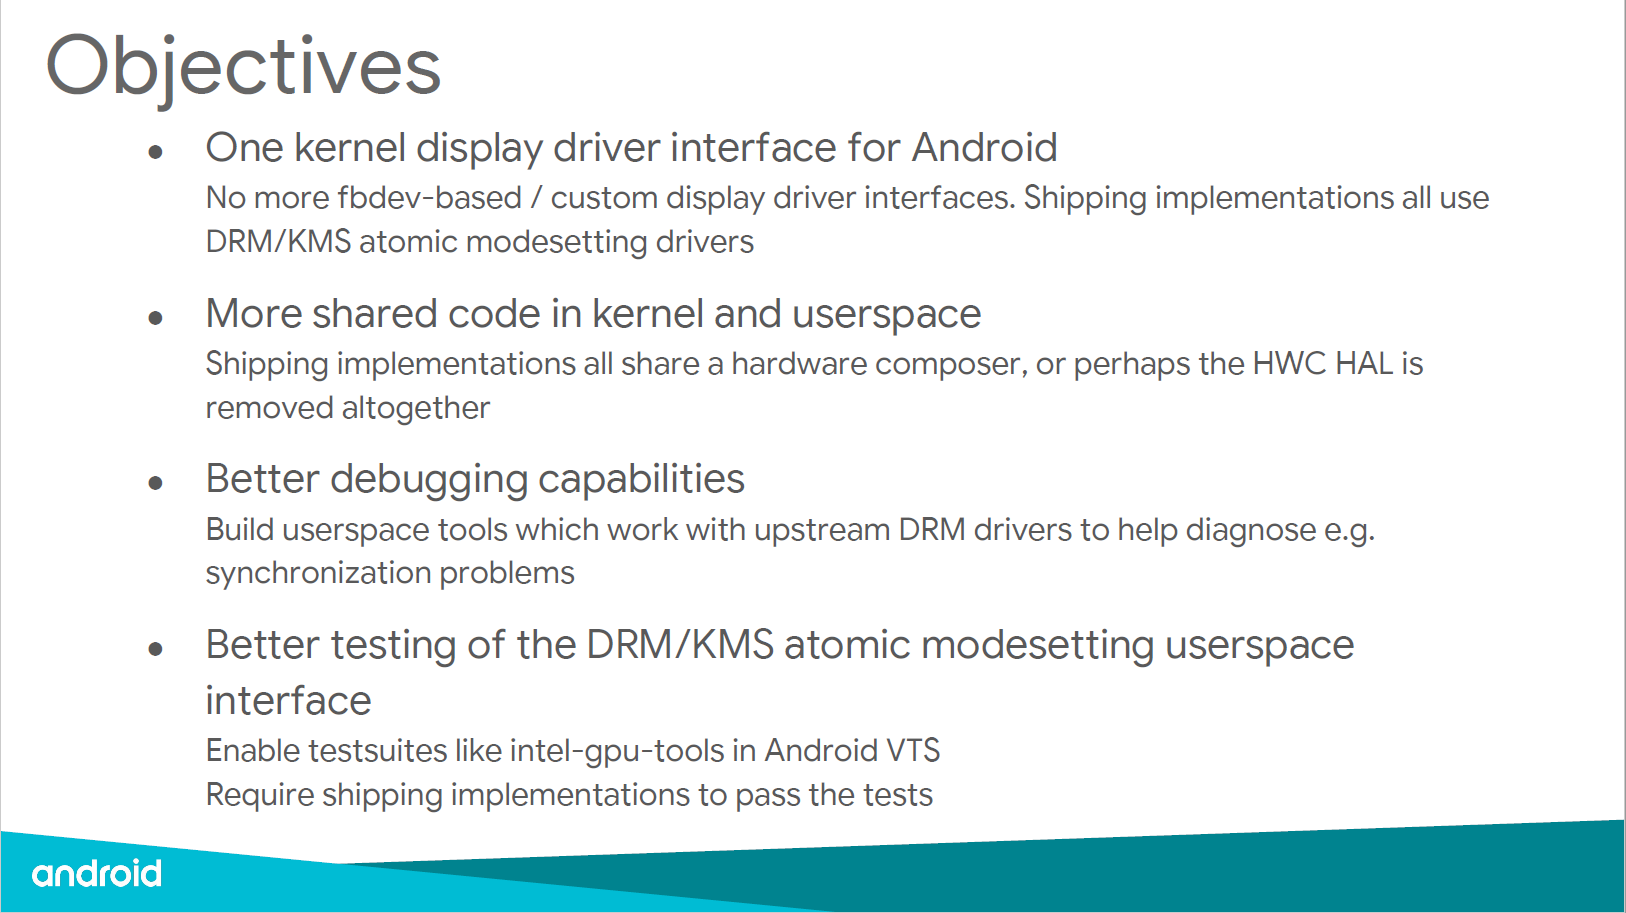 Objectives
● One kernel display driver interface for Android
No more fbdev-based / custom display driver interfaces. Shipping implementations all use
DRM/KMS atomic modesetting drivers
● More shared code in kernel and userspace
Shipping implementations all share a hardware composer, or perhaps the HWC HAL is
removed altogether
● Better debugging capabilities
Build userspace tools which work with upstream DRM drivers to help diagnose e.g.
synchronization problems
● Better testing of the DRM/KMS atomic modesetting userspace
interface
Enable testsuites like intel-gpu-tools in Android VTS
Require shipping implementations to pass the tests
android